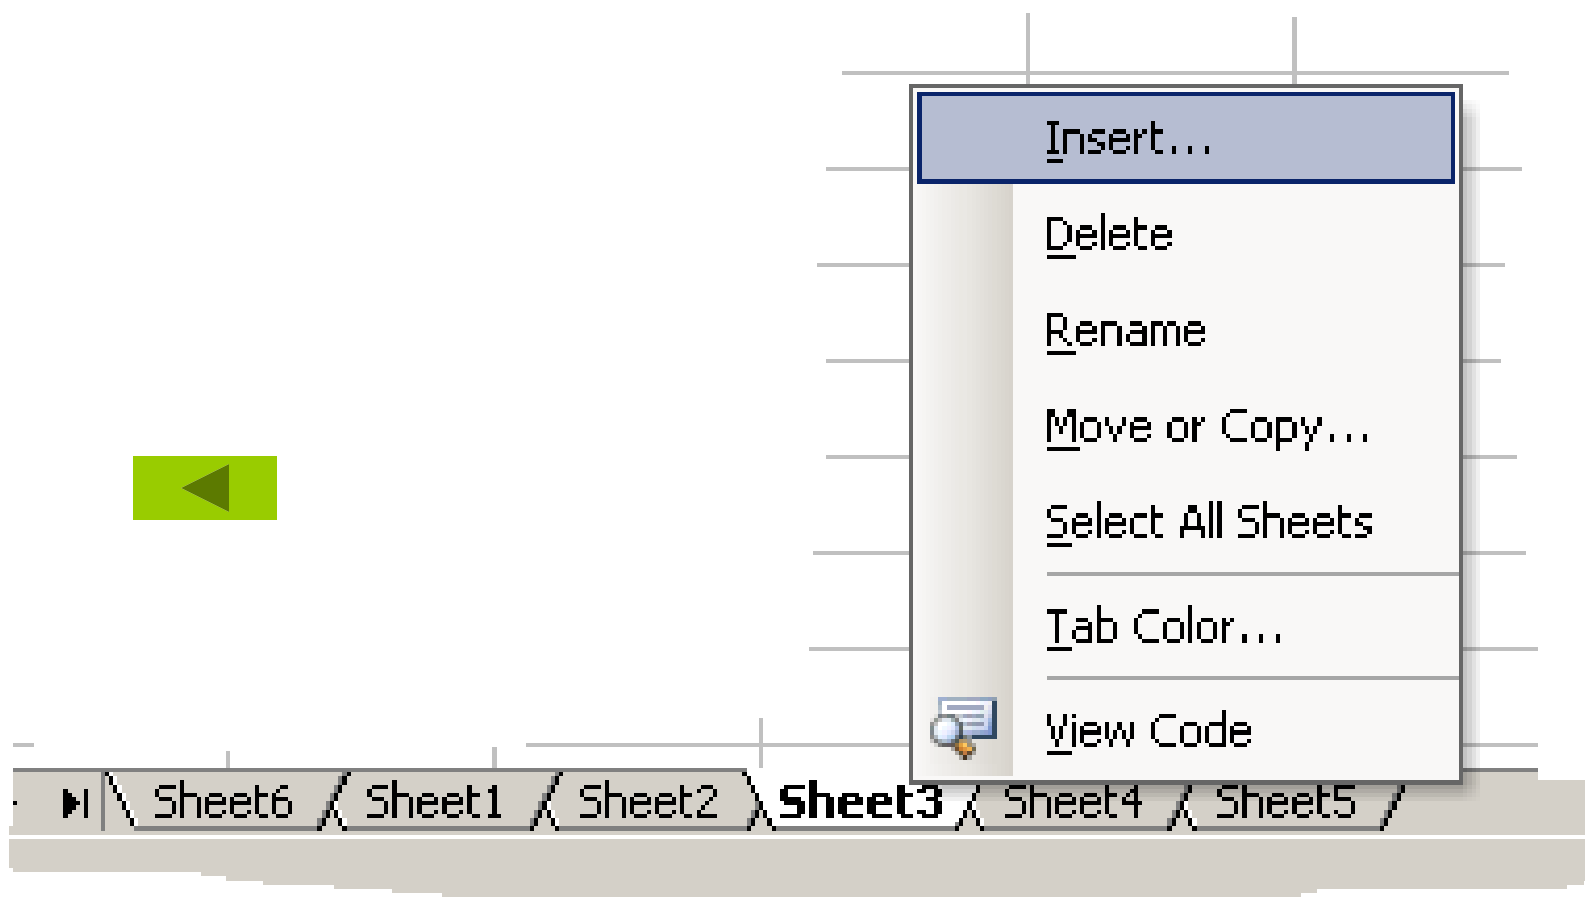 Insert...
Delete
Rename
Move or Copy...
Select All Sheets
Tab Color...
View Code
Sheet6 Sheet1 Sheet2 Sheet3 Sheet4 Sheet5